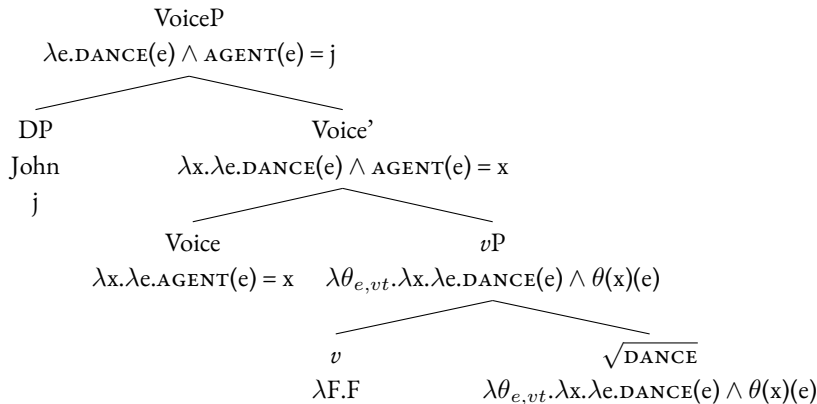 VoiceP
λe.DANCE(e) ∧ AGENT(e) = j
DP Voice’
John λx.λe.DANCE(e) ∧ AGENT(e) = x
j
Voice vP
λx.λe.AGENT(e) = x λθe,vt.λx.λe.DANCE(e) ∧ θ(x)(e)
v √DANCE
λF.F λθe,vt.λx.λe.DANCE(e) ∧ θ(x)(e)